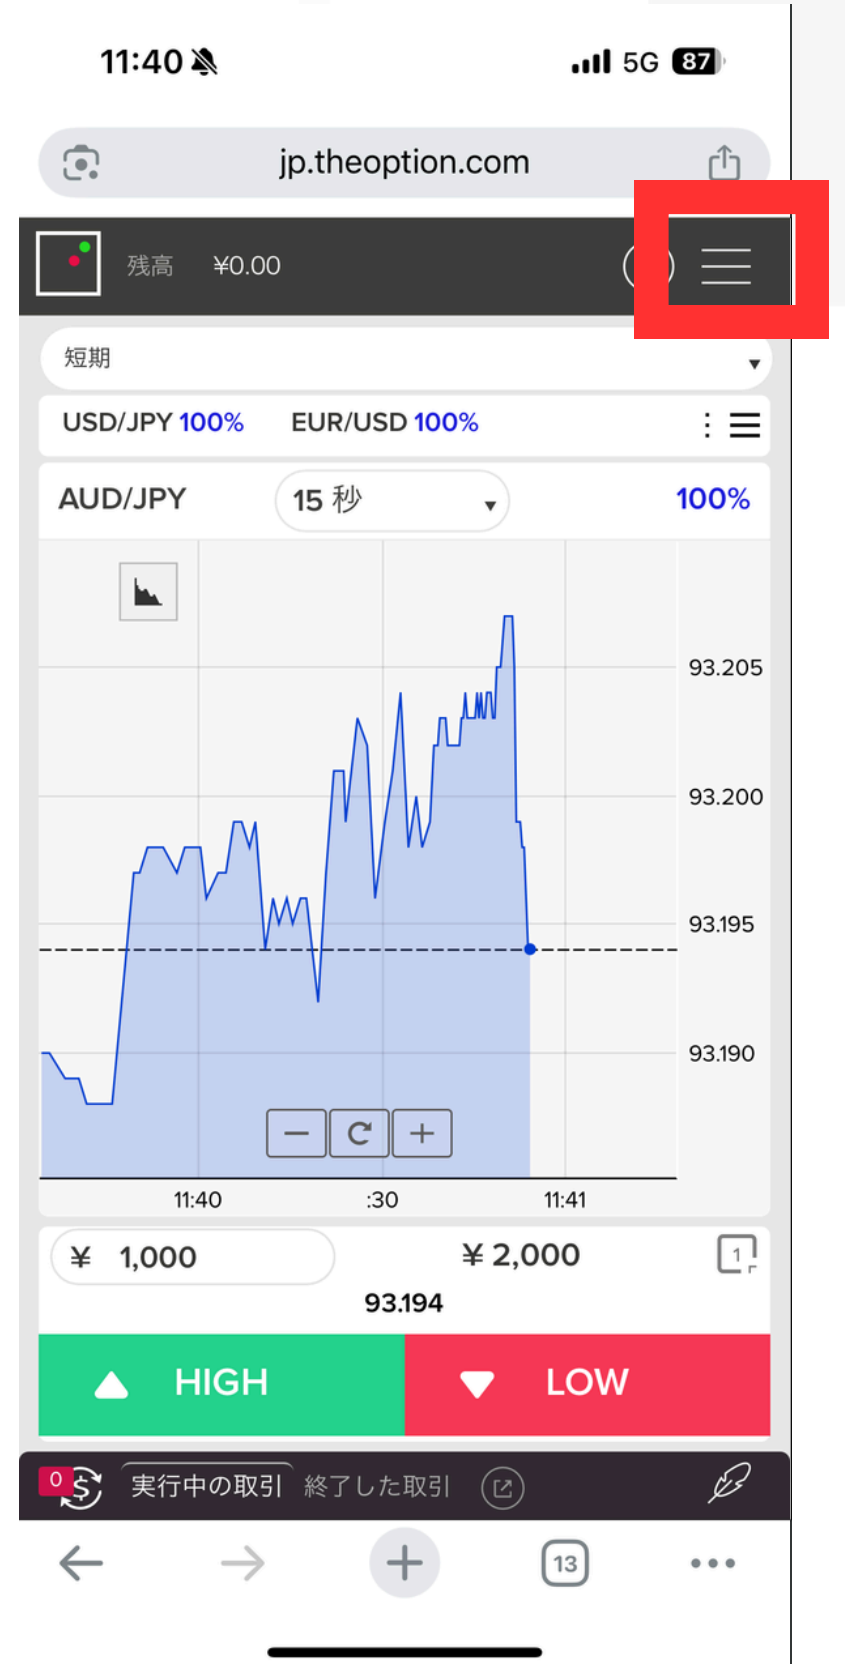 11:40 5G 87
jp.theoption.com
残高 ¥0.00
短期
USD/JPY 100% EUR/USD 100%
AUD/JPY 15 秒 100%
93.205
93.200
93.195
93.190
11:40 :30 11:41
¥ 1,000 ¥ 2,000 1
93.194
HIGH LOW
0 実行中の取引 終了した取引
13